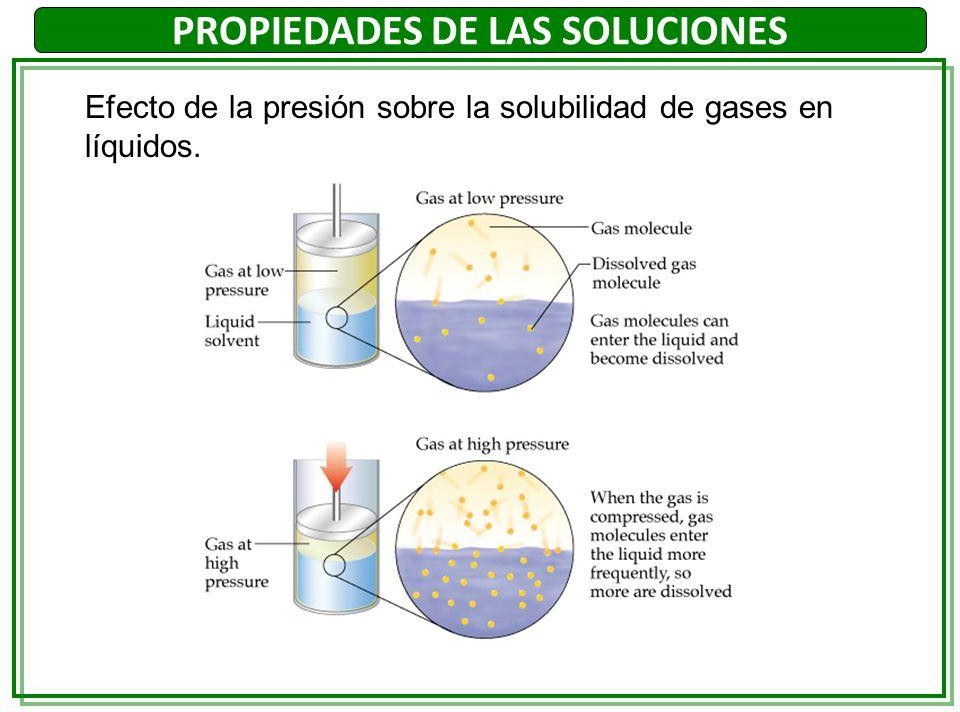 PROPIEDADES DE LAS SOLUCIONES
Efecto de la presión sobre la solubilidad de gases en
líquidos.
Gas at low pressure
Gas molecule
Gas at low
pressure
Dissolved gas
molecule
Liquid
solvent
Gas molecules can
enter the liquid and
become dissolved
Gas at high pressure
Gas at
high
pressure
When the gas is
compressed, gas
molecules enter
the liquid more
frequently, so
more are dissolved